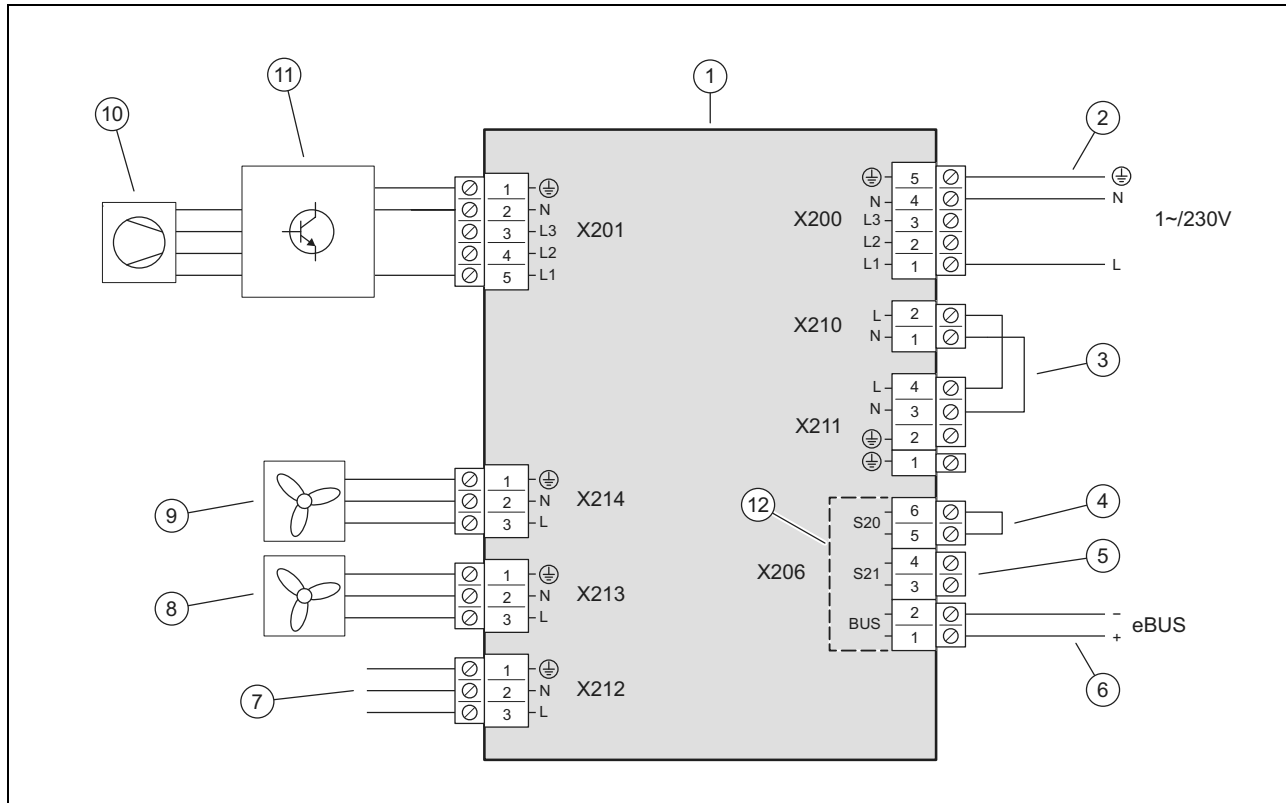 11
1
10
2
1
2 N
3 L3
4 L2
5 L1
X201
X200
5
N 4
L3 3
L2 2
L1 1
N
L
1~/230V
X210
L 2
N 1
3
X211
L 4
N 3
2
1
9
1
2 N
3 L
X214
8
1
2 N
3 L
X213
7
1
2 N
3 L
X212
12
X206
S20
6
5
4
S21
4
3
5
BUS
2
1
–
+
eBUS
6